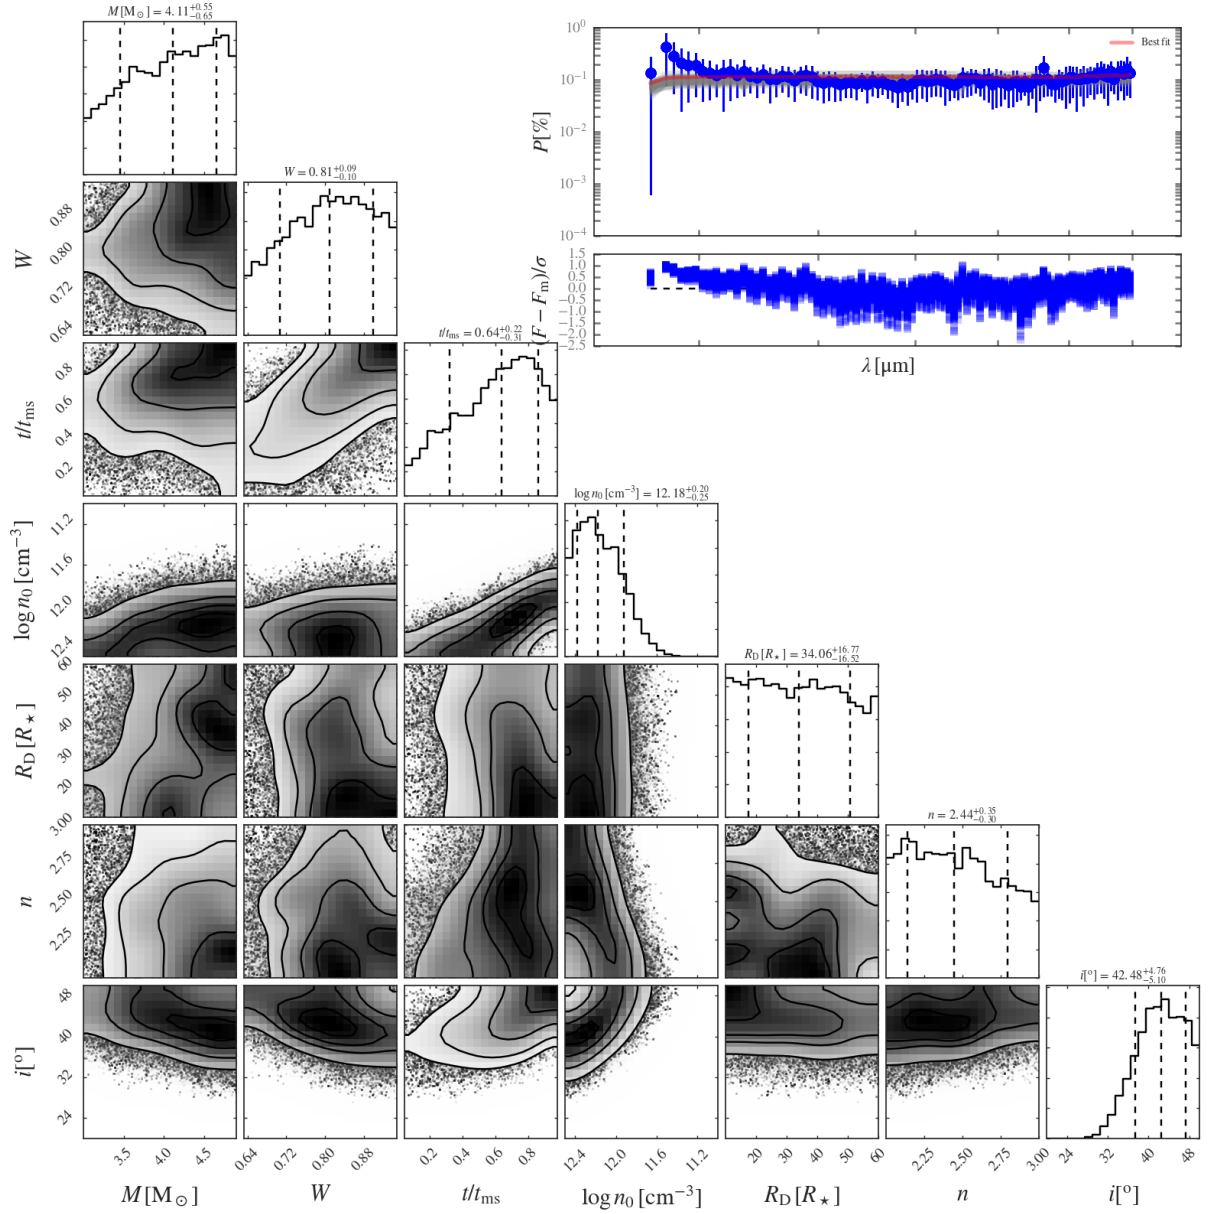 M[M⊙] = 4.11 +0.55 −0.65
10⁰
Best fit
10⁻¹
10⁻²
10⁻³
10⁻⁴
P[%]
W = 0.81 +0.09 −0.10
0.88
0.80
0.72
0.64
W
1.5
1.0
0.5
0.0
−0.5
−1.0
−1.5
−2.0
−2.5
(F − Fm)/σ
λ [μm]
t/tms = 0.64 +0.22 −0.31
0.8
0.6
0.4
0.2
t/tms
log n₀ [cm⁻³] = 12.18 +0.20 −0.25
11.2
11.6
12.0
12.4
log n₀ [cm⁻³]
RD [R⋆] = 34.06 +16.77 −16.52
60
50
40
30
20
RD [R⋆]
n = 2.44 +0.35 −0.30
3.00
2.75
2.50
2.25
n
i[°] = 42.48 +4.76 −5.10
48
40
32
24
i[°]
3.5 4.0 4.5 0.64 0.72 0.80 0.88 0.2 0.4 0.6 0.8 12.4 12.0 11.6 11.2 20 30 40 50 60 2.25 2.50 2.75 3.00 24 32 40 48
M[M⊙] W t/tms log n₀ [cm⁻³] RD [R⋆] n i[°]